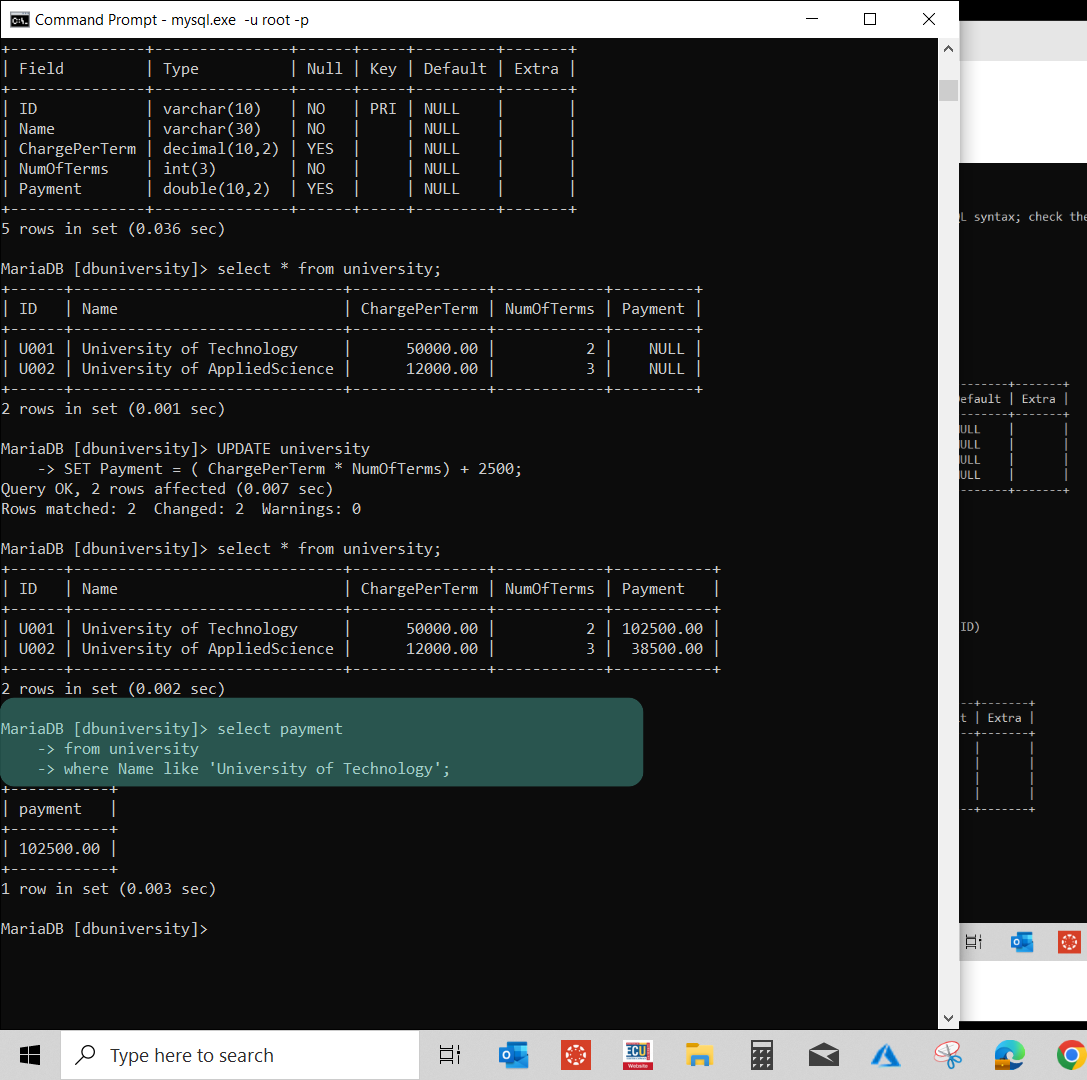 Command Prompt - mysql.exe  -u root -p
+---------------+---------------+------+-----+---------+-------+
| Field         | Type          | Null | Key | Default | Extra |
+---------------+---------------+------+-----+---------+-------+
| ID            | varchar(10)   | NO   | PRI | NULL    |       |
| Name          | varchar(30)   | NO   |     | NULL    |       |
| ChargePerTerm | decimal(10,2) | YES  |     | NULL    |       |
| NumOfTerms    | int(3)        | NO   |     | NULL    |       |
| Payment       | double(10,2)  | YES  |     | NULL    |       |
+---------------+---------------+------+-----+---------+-------+
5 rows in set (0.036 sec)
MariaDB [dbuniversity]> select * from university;
+------+------------------------------+---------------+------------+---------+
| ID   | Name                         | ChargePerTerm | NumOfTerms | Payment |
+------+------------------------------+---------------+------------+---------+
| U001 | University of Technology     |      50000.00 |          2 |    NULL |
| U002 | University of AppliedScience |      12000.00 |          3 |    NULL |
+------+------------------------------+---------------+------------+---------+
2 rows in set (0.001 sec)
MariaDB [dbuniversity]> UPDATE university
    -> SET Payment = ( ChargePerTerm * NumOfTerms) + 2500;
Query OK, 2 rows affected (0.007 sec)
Rows matched: 2  Changed: 2  Warnings: 0
MariaDB [dbuniversity]> select * from university;
+------+------------------------------+---------------+------------+-----------+
| ID   | Name                         | ChargePerTerm | NumOfTerms | Payment   |
+------+------------------------------+---------------+------------+-----------+
| U001 | University of Technology     |      50000.00 |          2 | 102500.00 |
| U002 | University of AppliedScience |      12000.00 |          3 |  38500.00 |
+------+------------------------------+---------------+------------+-----------+
2 rows in set (0.002 sec)
MariaDB [dbuniversity]> select payment
    -> from university
    -> where Name like 'University of Technology';
+-----------+
| payment   |
+-----------+
| 102500.00 |
+-----------+
1 row in set (0.003 sec)
MariaDB [dbuniversity]>
syntax; check the
-------+-------+
efault | Extra |
-------+-------+
ULL    |       |
ULL    |       |
ULL    |       |
ULL    |       |
-------+-------+
ID)
--+-------+
t | Extra |
--+-------+
  |       |
  |       |
  |       |
  |       |
--+-------+
Type here to search
ECU
Website